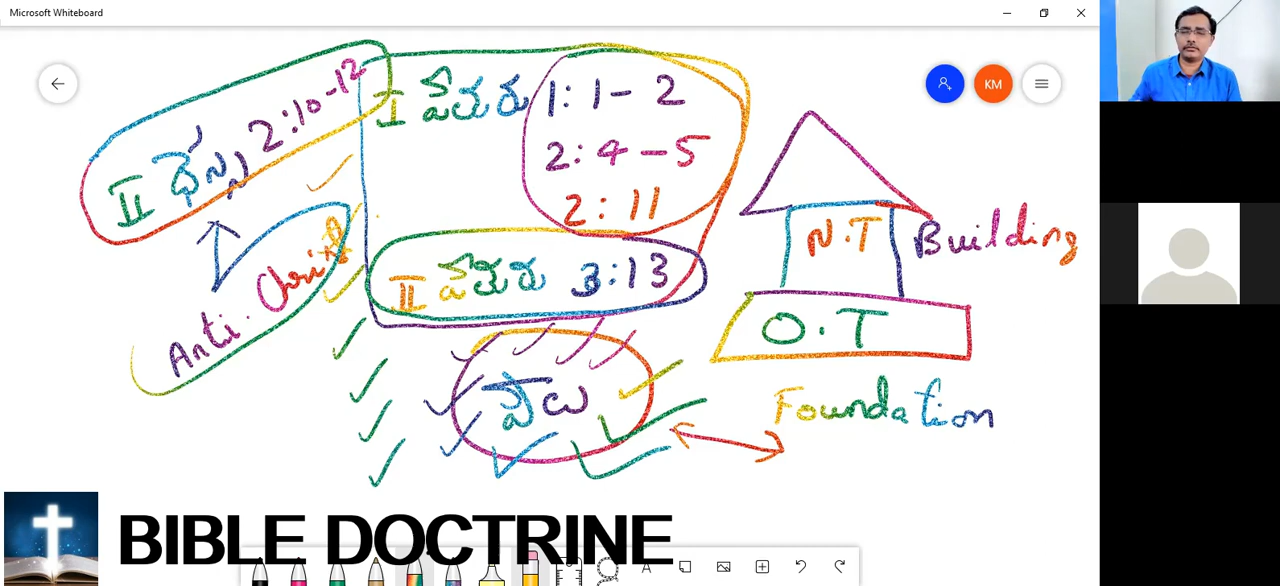 Microsoft Whiteboard
KM
II థెస్స 2:10-12
I పేతురు 1:1-2
2:4-5
2:11
II పేతురు 3:13
Anti. Christ
పౌలు
N.T Building
O.T
Foundation
BIBLE DOCTRINE